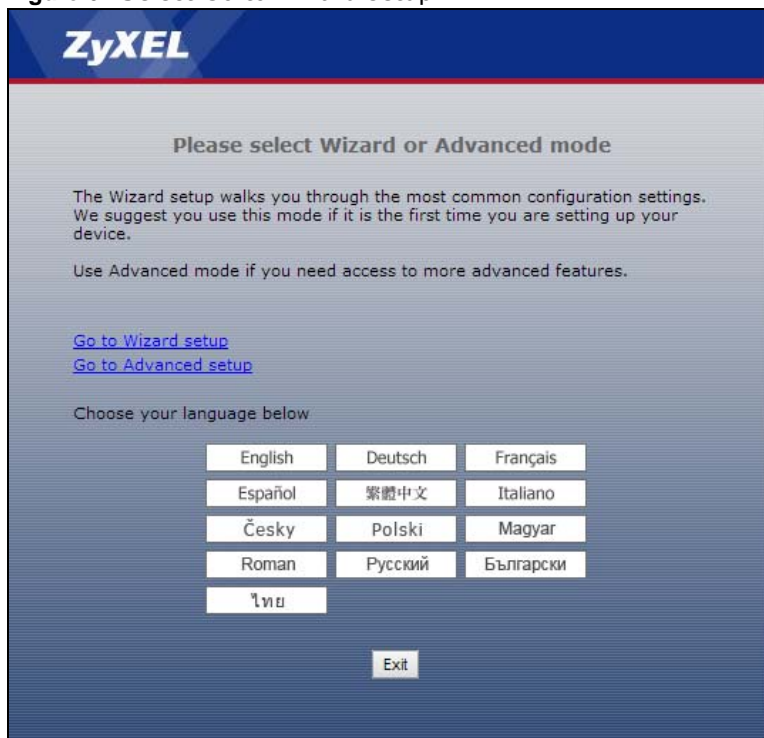 ZyXEL
Please select Wizard or Advanced mode
The Wizard setup walks you through the most common configuration settings.
We suggest you use this mode if it is the first time you are setting up your
device.
Use Advanced mode if you need access to more advanced features.
Go to Wizard setup
Go to Advanced setup
Choose your language below
English Deutsch Français
Español 繁體中文 Italiano
Česky Polski Magyar
Roman Русский Български
ไทย
Exit